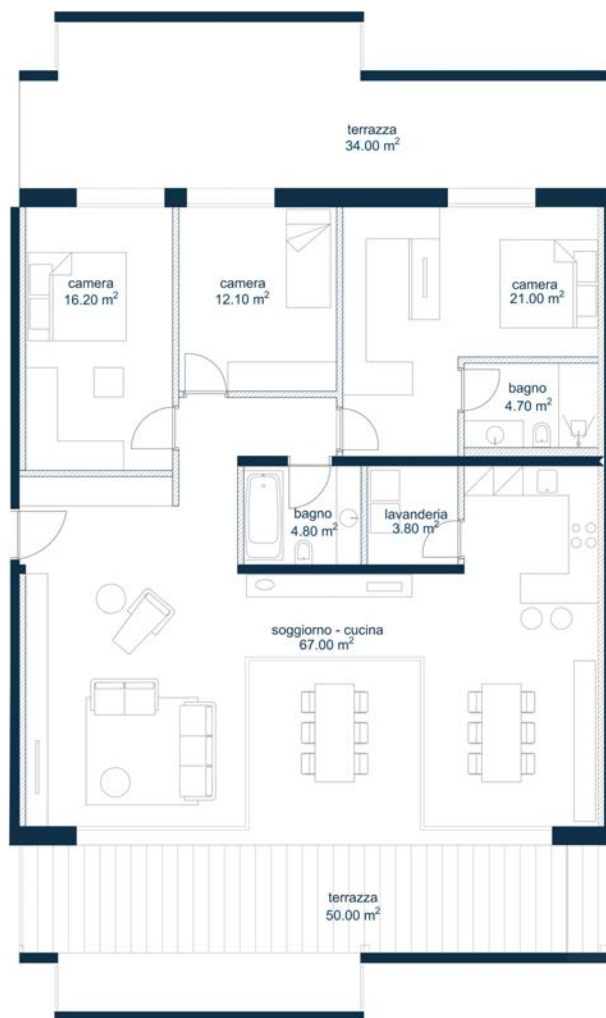 terrazza
34.00 m²
camera
16.20 m²
camera
12.10 m²
camera
21.00 m²
bagno
4.70 m²
bagno
4.80 m²
lavanderia
3.80 m²
soggiorno - cucina
67.00 m²
terrazza
50.00 m²